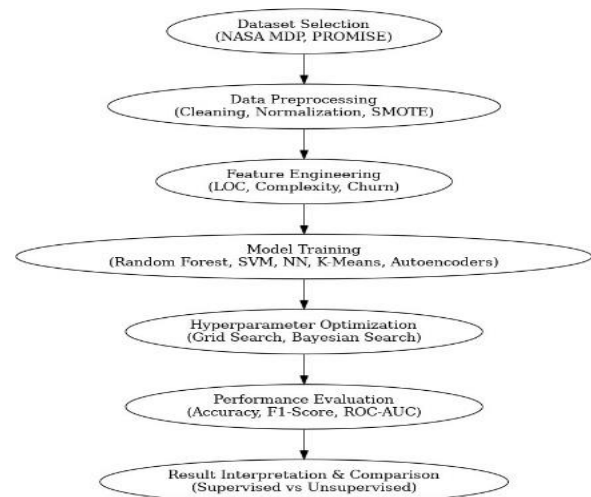 Dataset Selection
(NASA MDP, PROMISE)
Data Preprocessing
(Cleaning, Normalization, SMOTE)
Feature Engineering
(LOC, Complexity, Churn)
Model Training
(Random Forest, SVM, NN, K-Means, Autoencoders)
Hyperparameter Optimization
(Grid Search, Bayesian Search)
Performance Evaluation
(Accuracy, F1-Score, ROC-AUC)
Result Interpretation & Comparison
(Supervised vs Unsupervised)